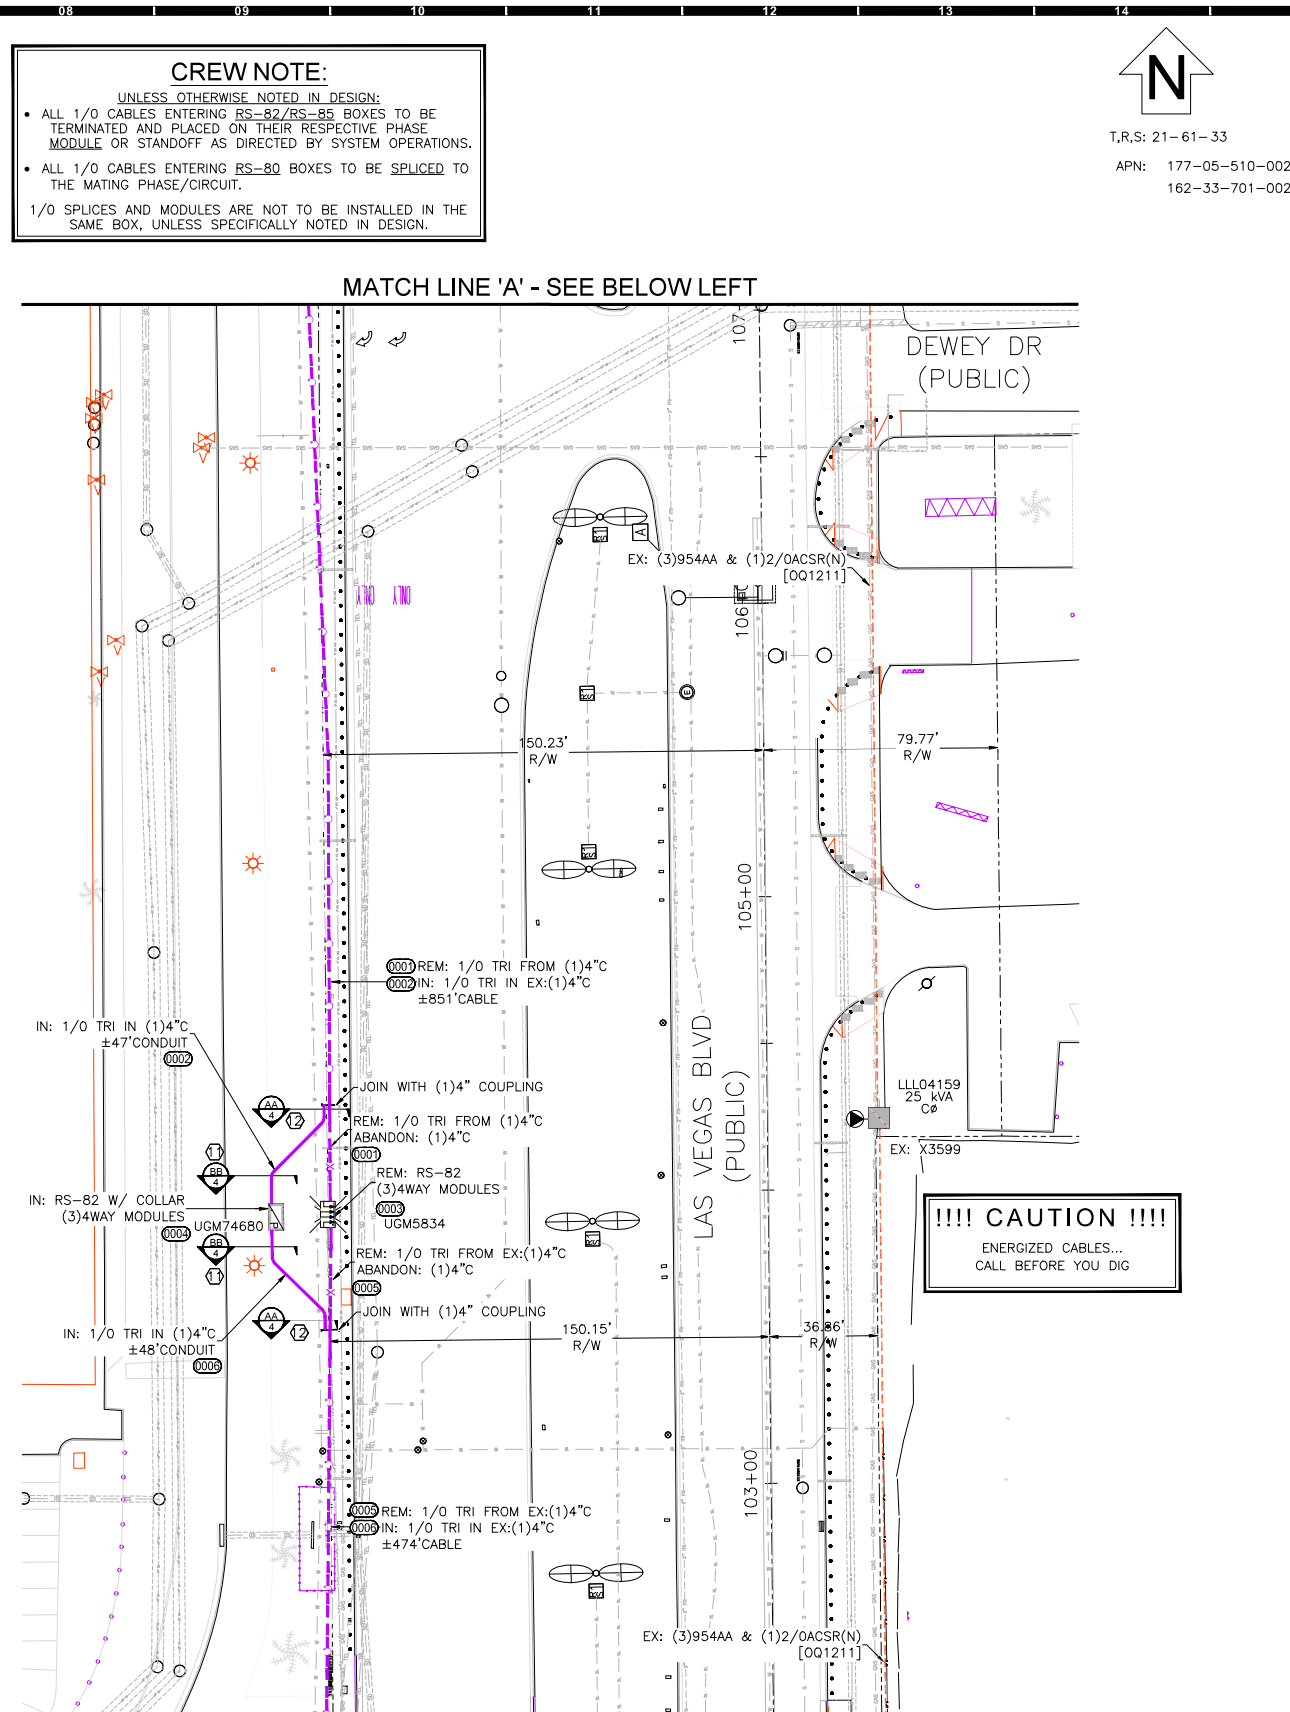 08 09 10 11 12 13 14
CREW NOTE:
UNLESS OTHERWISE NOTED IN DESIGN:
• ALL 1/0 CABLES ENTERING RS-82/RS-85 BOXES TO BE
TERMINATED AND PLACED ON THEIR RESPECTIVE PHASE
MODULE OR STANDOFF AS DIRECTED BY SYSTEM OPERATIONS.
• ALL 1/0 CABLES ENTERING RS-80 BOXES TO BE SPLICED TO
THE MATING PHASE/CIRCUIT.
1/0 SPLICES AND MODULES ARE NOT TO BE INSTALLED IN THE
SAME BOX, UNLESS SPECIFICALLY NOTED IN DESIGN.
N
T,R,S: 21-61-33
APN: 177-05-510-002
162-33-701-002
MATCH LINE 'A' - SEE BELOW LEFT
107
DEWEY DR
(PUBLIC)
RS1
A
EX: (3)954AA & (1)2/0ACSR(N)
[0Q1211]
ONLY ONLY
106
RS1
E
150.23'
R/W
79.77'
R/W
RS1
105+00
0001 REM: 1/0 TRI FROM (1)4"C
0002 IN: 1/0 TRI IN EX:(1)4"C
±851'CABLE
IN: 1/0 TRI IN (1)4"C
±47'CONDUIT
0002
LAS VEGAS BLVD
(PUBLIC)
JOIN WITH (1)4" COUPLING
LLL04159
25 kVA
CØ
AA
4
12
REM: 1/0 TRI FROM (1)4"C
ABANDON: (1)4"C
0001
EX: X3599
11
BB
4
REM: RS-82
(3)4WAY MODULES
0003
UGM5834
IN: RS-82 W/ COLLAR
(3)4WAY MODULES
0004
UGM74680
P
RS1
!!!! CAUTION !!!!
ENERGIZED CABLES...
CALL BEFORE YOU DIG
BB
4
11
REM: 1/0 TRI FROM EX:(1)4"C
ABANDON: (1)4"C
0005
JOIN WITH (1)4" COUPLING
AA
4
12
IN: 1/0 TRI IN (1)4"C
±48'CONDUIT
0006
150.15'
R/W
36.86'
R/W
103+00
0005 REM: 1/0 TRI FROM EX:(1)4"C
0006 IN: 1/0 TRI IN EX:(1)4"C
±474'CABLE
RS1
EX: (3)954AA & (1)2/0ACSR(N)
[0Q1211]